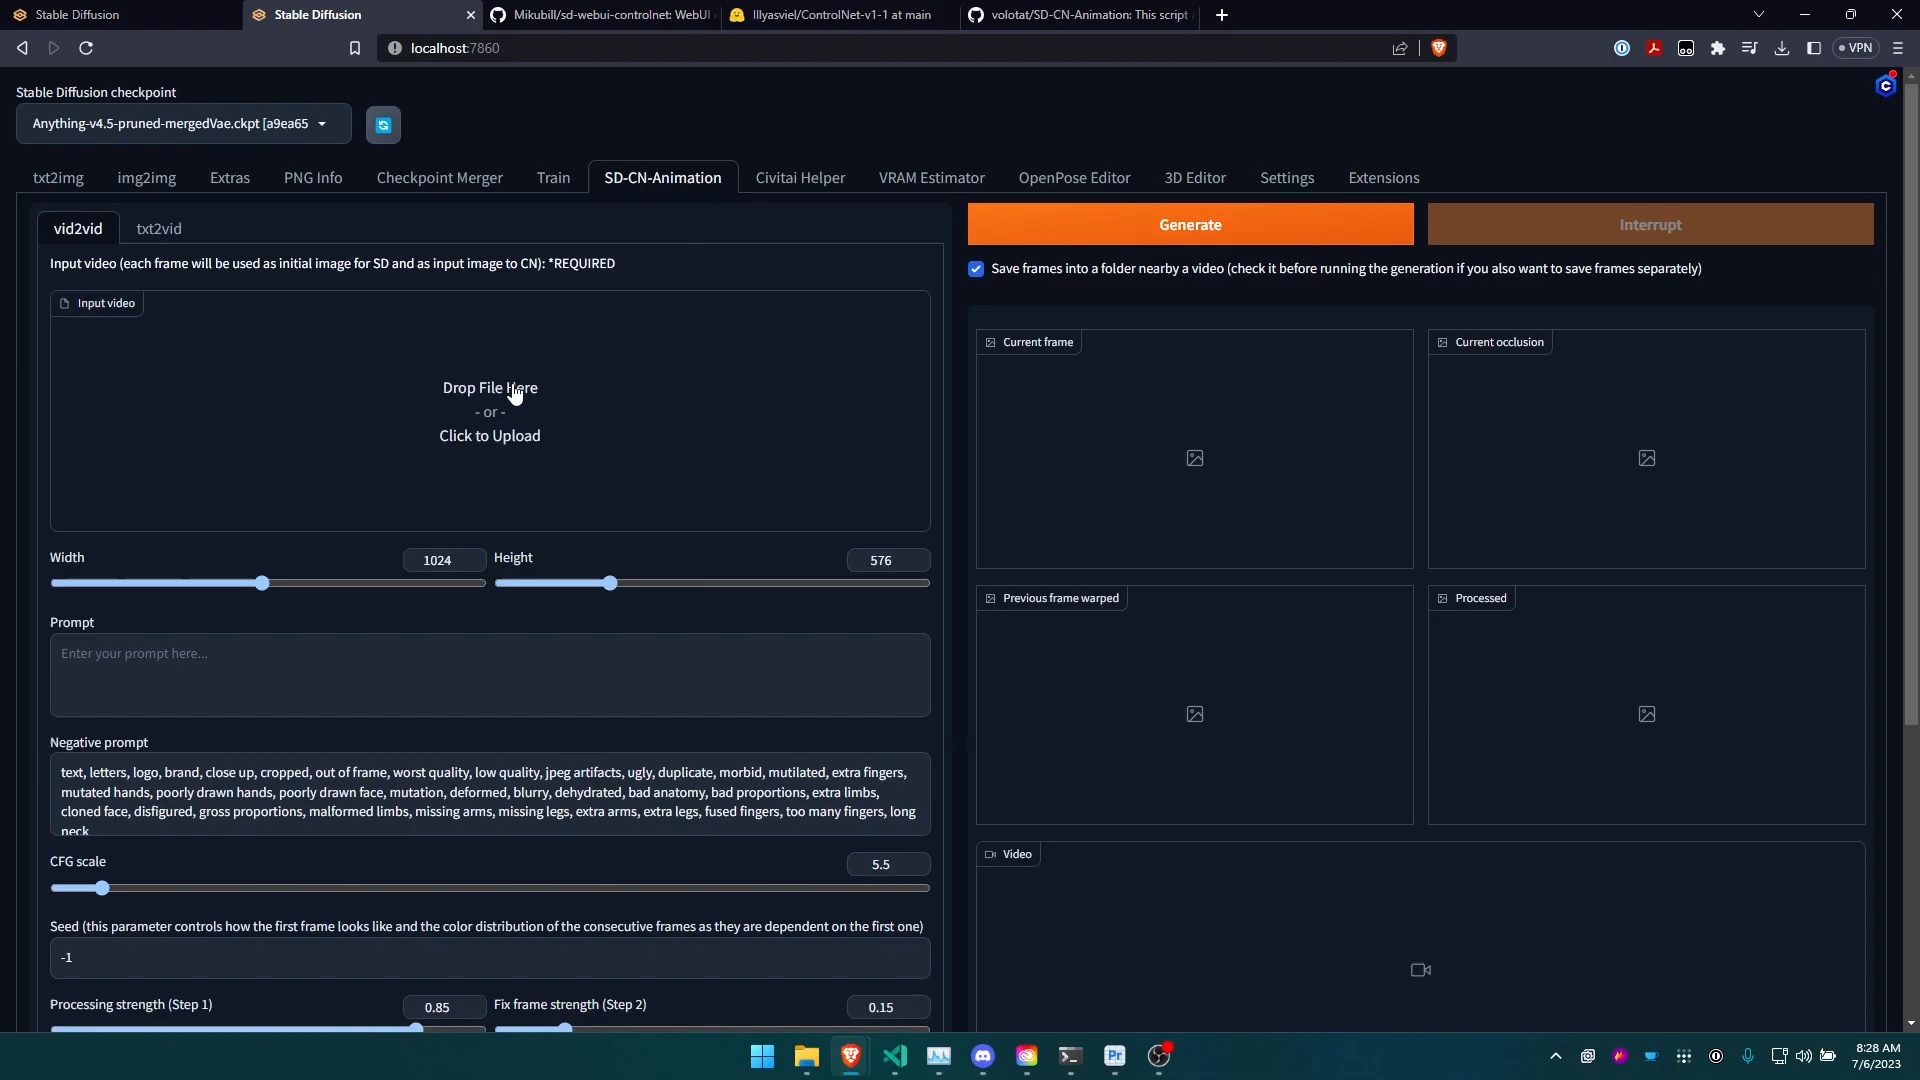 Stable Diffusion
Stable Diffusion
Mikubill/sd-webui-controlnet: WebUI
lllyasviel/ControlNet-v1-1 at main
volotat/SD-CN-Animation: This script
localhost:7860
VPN
Stable Diffusion checkpoint
Anything-v4.5-pruned-mergedVae.ckpt [a9ea65
txt2img
img2img
Extras
PNG Info
Checkpoint Merger
Train
SD-CN-Animation
Civitai Helper
VRAM Estimator
OpenPose Editor
3D Editor
Settings
Extensions
vid2vid
txt2vid
Generate
Interrupt
Input video (each frame will be used as initial image for SD and as input image to CN): *REQUIRED
Save frames into a folder nearby a video (check it before running the generation if you also want to save frames separately)
Input video
Drop File Here
- or -
Click to Upload
Current frame
Current occlusion
Width
1024
Height
576
Previous frame warped
Processed
Prompt
Enter your prompt here...
Negative prompt
text, letters, logo, brand, close up, cropped, out of frame, worst quality, low quality, jpeg artifacts, ugly, duplicate, morbid, mutilated, extra fingers,
mutated hands, poorly drawn hands, poorly drawn face, mutation, deformed, blurry, dehydrated, bad anatomy, bad proportions, extra limbs,
cloned face, disfigured, gross proportions, malformed limbs, missing arms, missing legs, extra arms, extra legs, fused fingers, too many fingers, long
neck
Video
CFG scale
5.5
Seed (this parameter controls how the first frame looks like and the color distribution of the consecutive frames as they are dependent on the first one)
-1
Processing strength (Step 1)
0.85
Fix frame strength (Step 2)
0.15
Pr
8:28 AM
7/6/2023